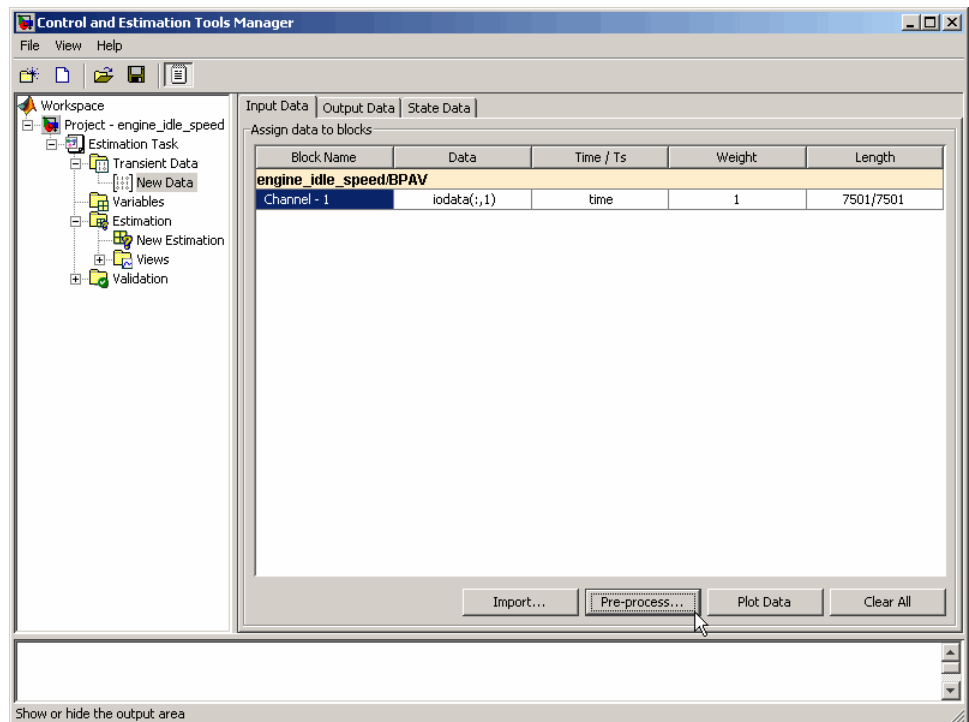 Control and Estimation Tools Manager
File View Help
Workspace
Project - engine_idle_speed
Estimation Task
Transient Data
New Data
Variables
Estimation
New Estimation
Views
Validation
Input Data Output Data State Data
Assign data to blocks
Block Name Data Time / Ts Weight Length
engine_idle_speed/BPAV
Channel - 1 iodata(:,1) time 1 7501/7501
Import... Pre-process... Plot Data Clear All
Show or hide the output area